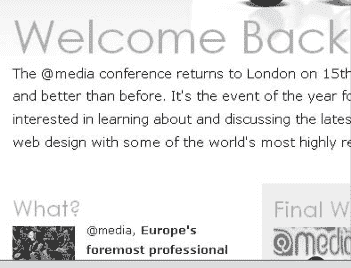 Welcome Back
The @media conference returns to London on 15th
and better than before. It's the event of the year fo
interested in learning about and discussing the lates
web design with some of the world's most highly re
What?
@media, Europe's
foremost professional
Final W
@media